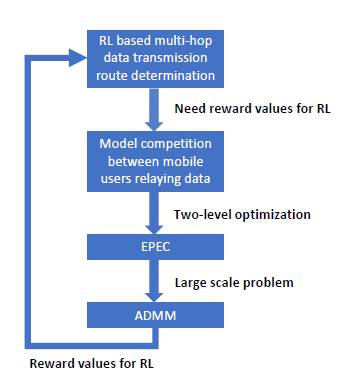 RL based multi-hop
data transmission
route determination
Need reward values for RL
Model competition
between mobile
users relaying data
Two-level optimization
EPEC
Large scale problem
ADMM
Reward values for RL